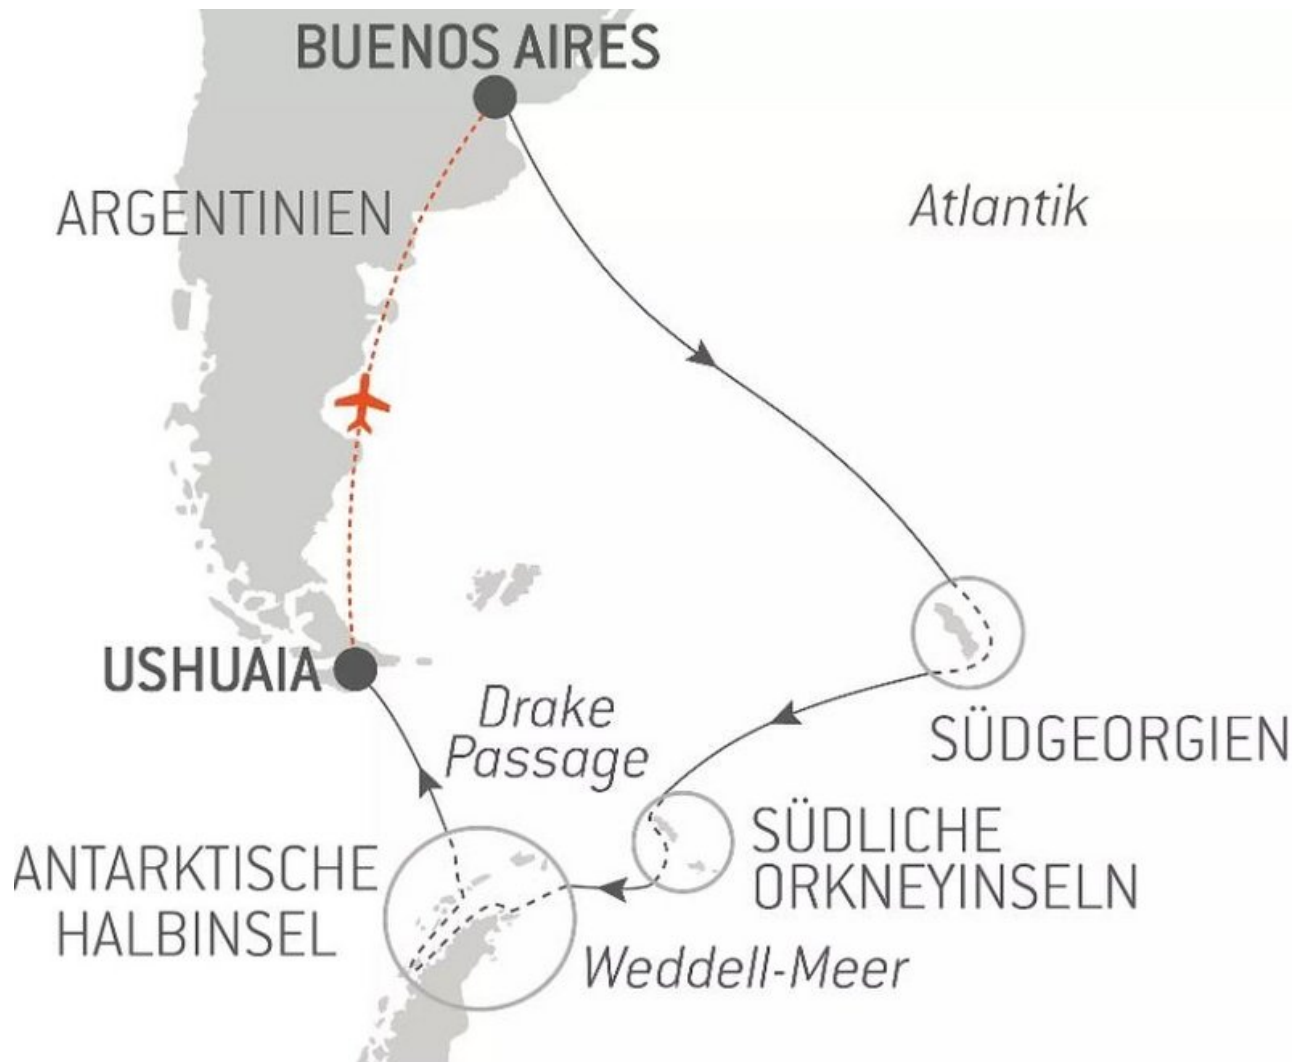 BUENOS AIRES
ARGENTINIEN
Atlantik
USHUAIA
Drake
Passage
SÜDGEORGIEN
SÜDLICHE
ORKNEYINSELN
ANTARKTISCHE
HALBINSEL
Weddell-Meer